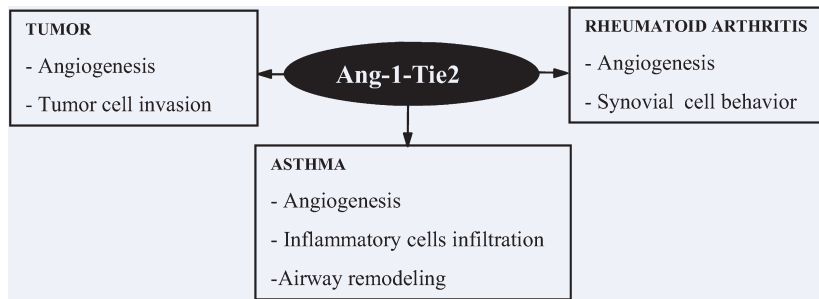 TUMOR
- Angiogenesis
- Tumor cell invasion
Ang-1-Tie2
RHEUMATOID ARTHRITIS
- Angiogenesis
- Synovial cell behavior
ASTHMA
- Angiogenesis
- Inflammatory cells infiltration
-Airway remodeling